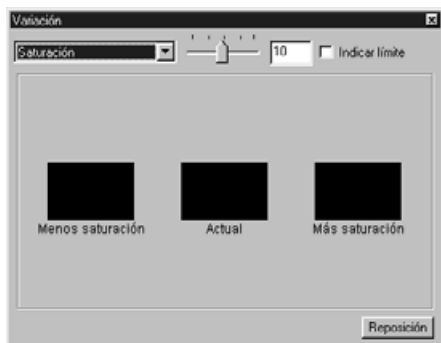 Variación
Saturación 10 Indicar límite
Menos saturación Actual Más saturación
Reposición